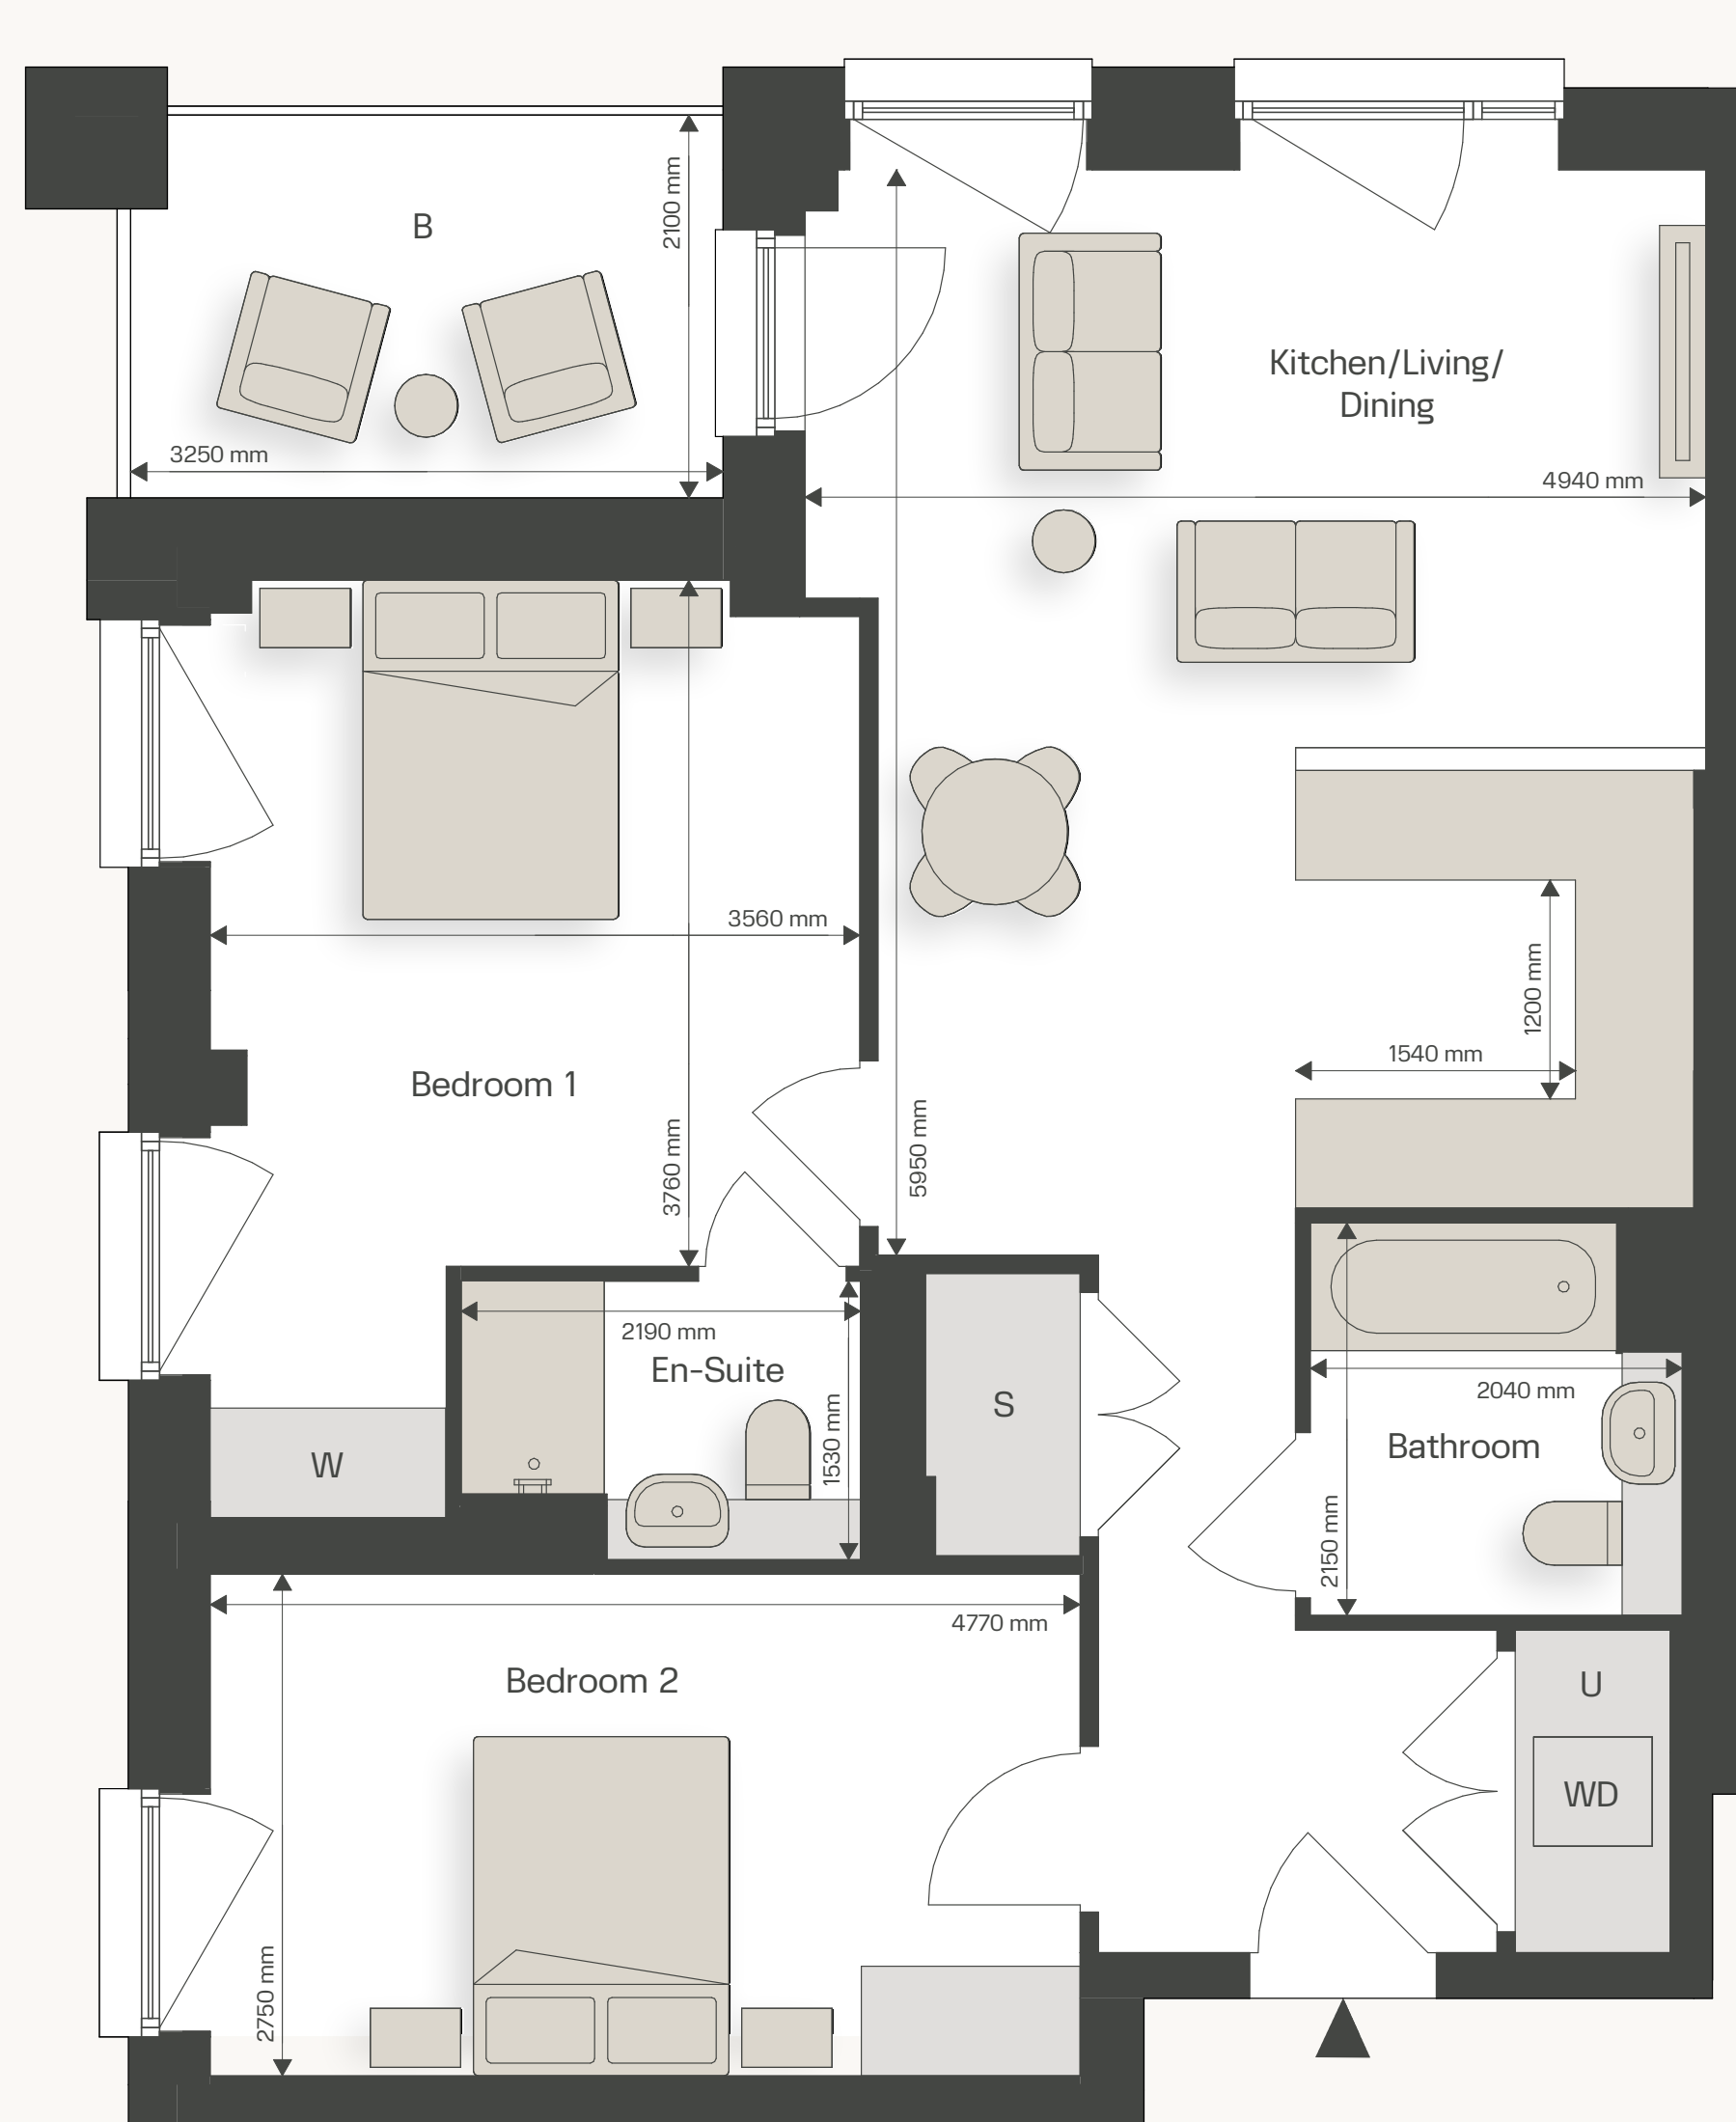 2100 mm
B
3250 mm
Kitchen/Living/
Dining
4940 mm
3560 mm
1200 mm
1540 mm
Bedroom 1
3760 mm
5950 mm
2190 mm
En-Suite
1530 mm
W
S
2040 mm
Bathroom
2150 mm
4770 mm
Bedroom 2
U
WD
2750 mm